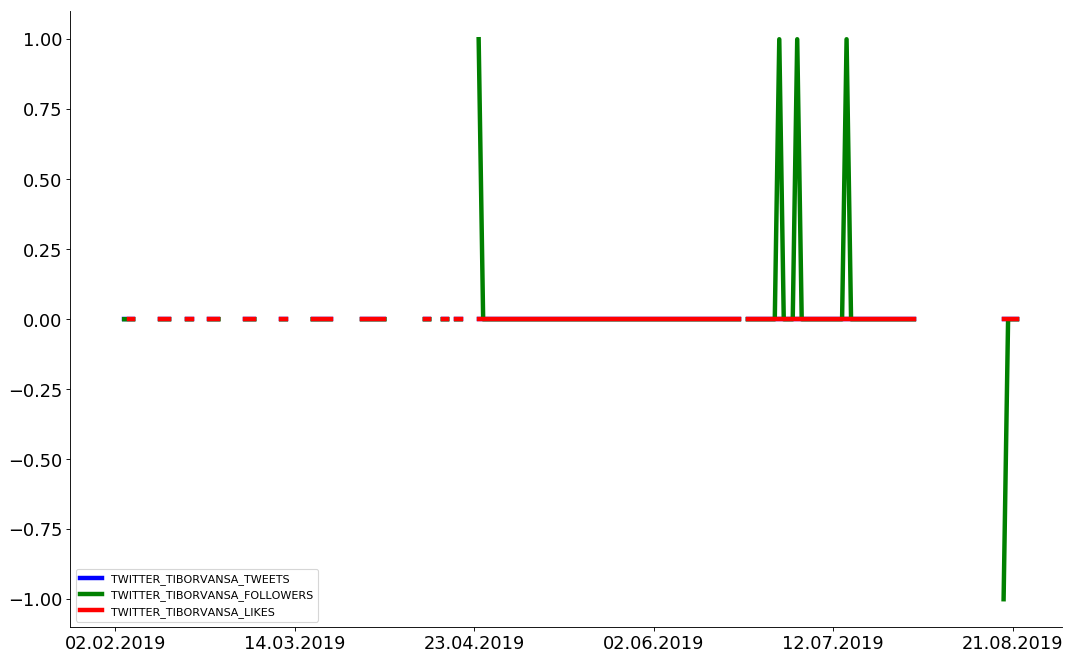 1.00
0.75
0.50
0.25
0.00
−0.25
−0.50
−0.75
−1.00
TWITTER_TIBORVANSA_TWEETS
TWITTER_TIBORVANSA_FOLLOWERS
TWITTER_TIBORVANSA_LIKES
02.02.2019 14.03.2019 23.04.2019 02.06.2019 12.07.2019 21.08.2019